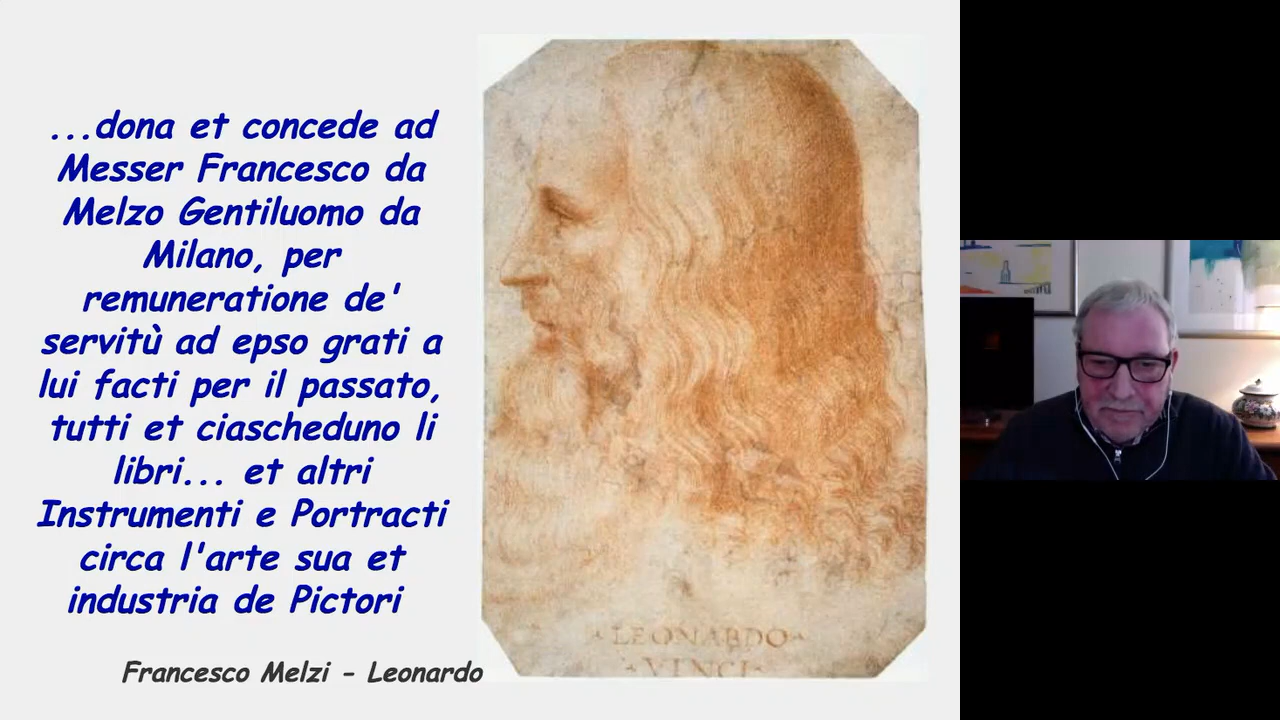 ...dona et concede ad
Messer Francesco da
Melzo Gentiluomo da
Milano, per
remuneratione de'
servitù ad epso grati a
lui facti per il passato,
tutti et ciascheduno li
libri... et altri
Instrumenti e Portracti
circa l'arte sua et
industria de Pictori
Francesco Melzi - Leonardo
LEONARDO
VINCI